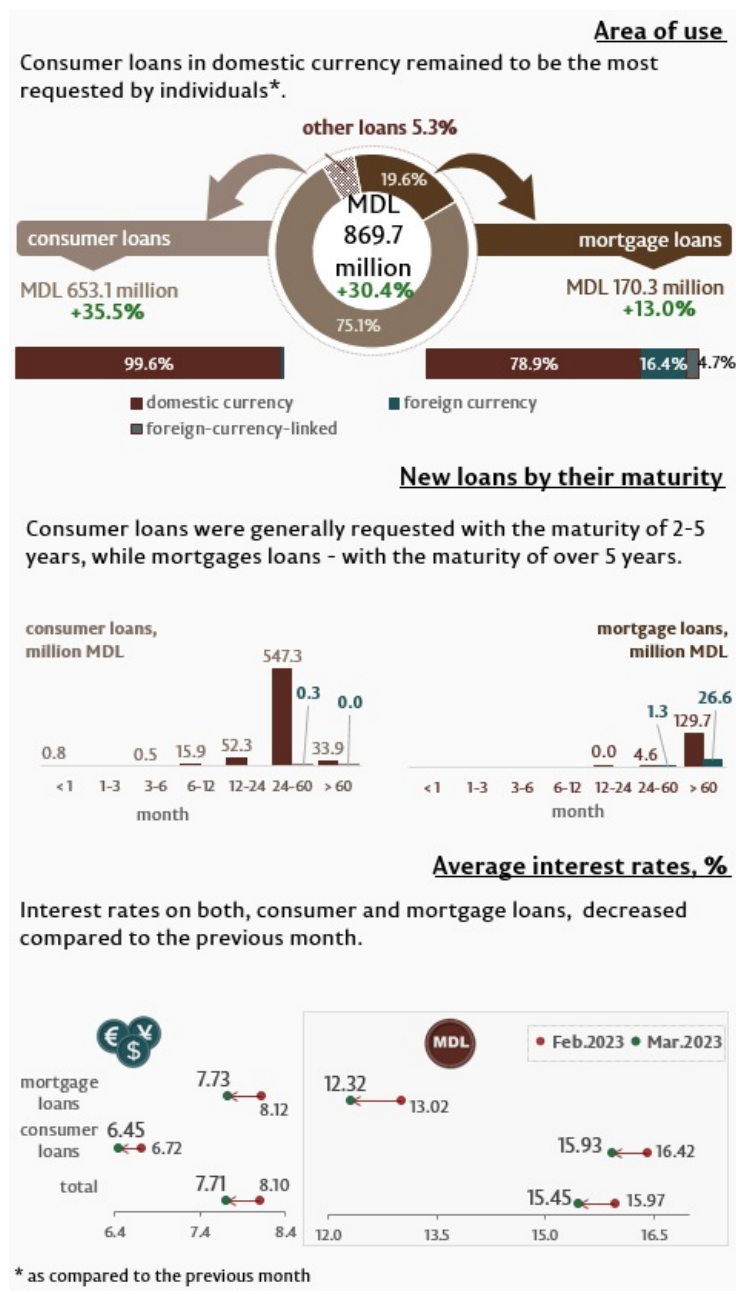 Area of use
Consumer loans in domestic currency remained to be the most
requested by individuals*.
other loans 5.3%
19.6%
MDL
869.7
million
+30.4%
75.1%
consumer loans
MDL 653.1 million
+35.5%
mortgage loans
MDL 170.3 million
+13.0%
99.6%
78.9% 16.4% 4.7%
domestic currency foreign currency
foreign-currency-linked
New loans by their maturity
Consumer loans were generally requested with the maturity of 2-5
years, while mortgages loans - with the maturity of over 5 years.
consumer loans,
million MDL
547.3
0.3 0.0
0.8 0.5 15.9 52.3 33.9
<1 1-3 3-6 6-12 12-24 24-60 >60
month
mortgage loans,
million MDL
1.3 26.6
129.7
0.0 4.6
<1 1-3 3-6 6-12 12-24 24-60 >60
month
Average interest rates, %
Interest rates on both, consumer and mortgage loans, decreased
compared to the previous month.
€ ¥
$
MDL
Feb.2023 Mar.2023
mortgage
loans
7.73
8.12
12.32
13.02
consumer
loans
6.45
6.72
15.93
16.42
total
7.71 8.10
15.45 15.97
6.4 7.4 8.4
12.0 13.5 15.0 16.5
* as compared to the previous month